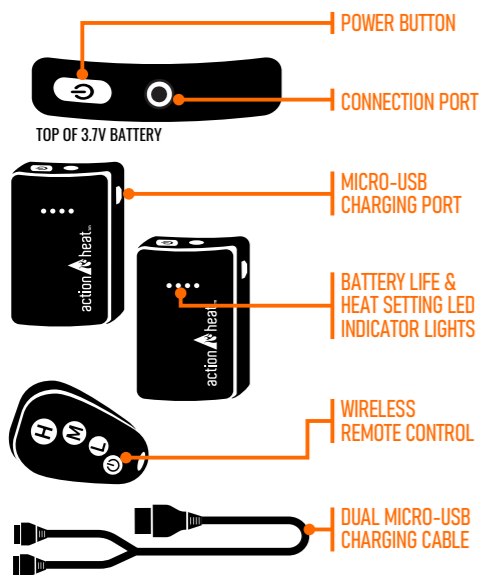 POWER BUTTON
CONNECTION PORT
TOP OF 3.7V BATTERY
MICRO-USB
CHARGING PORT
action heat
BATTERY LIFE &
HEAT SETTING LED
INDICATOR LIGHTS
action heat
WIRELESS
REMOTE CONTROL
H
M
L
DUAL MICRO-USB
CHARGING CABLE